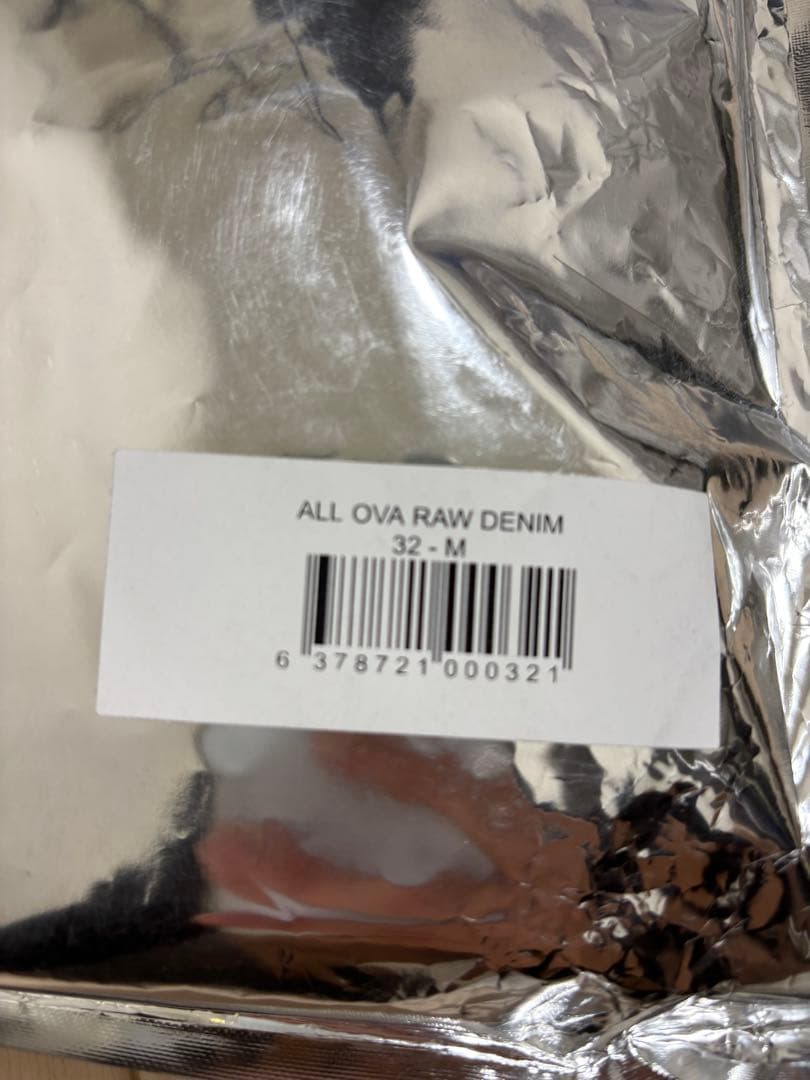 ALL OVA RAW DENIM
32 - M
6 378721 000321